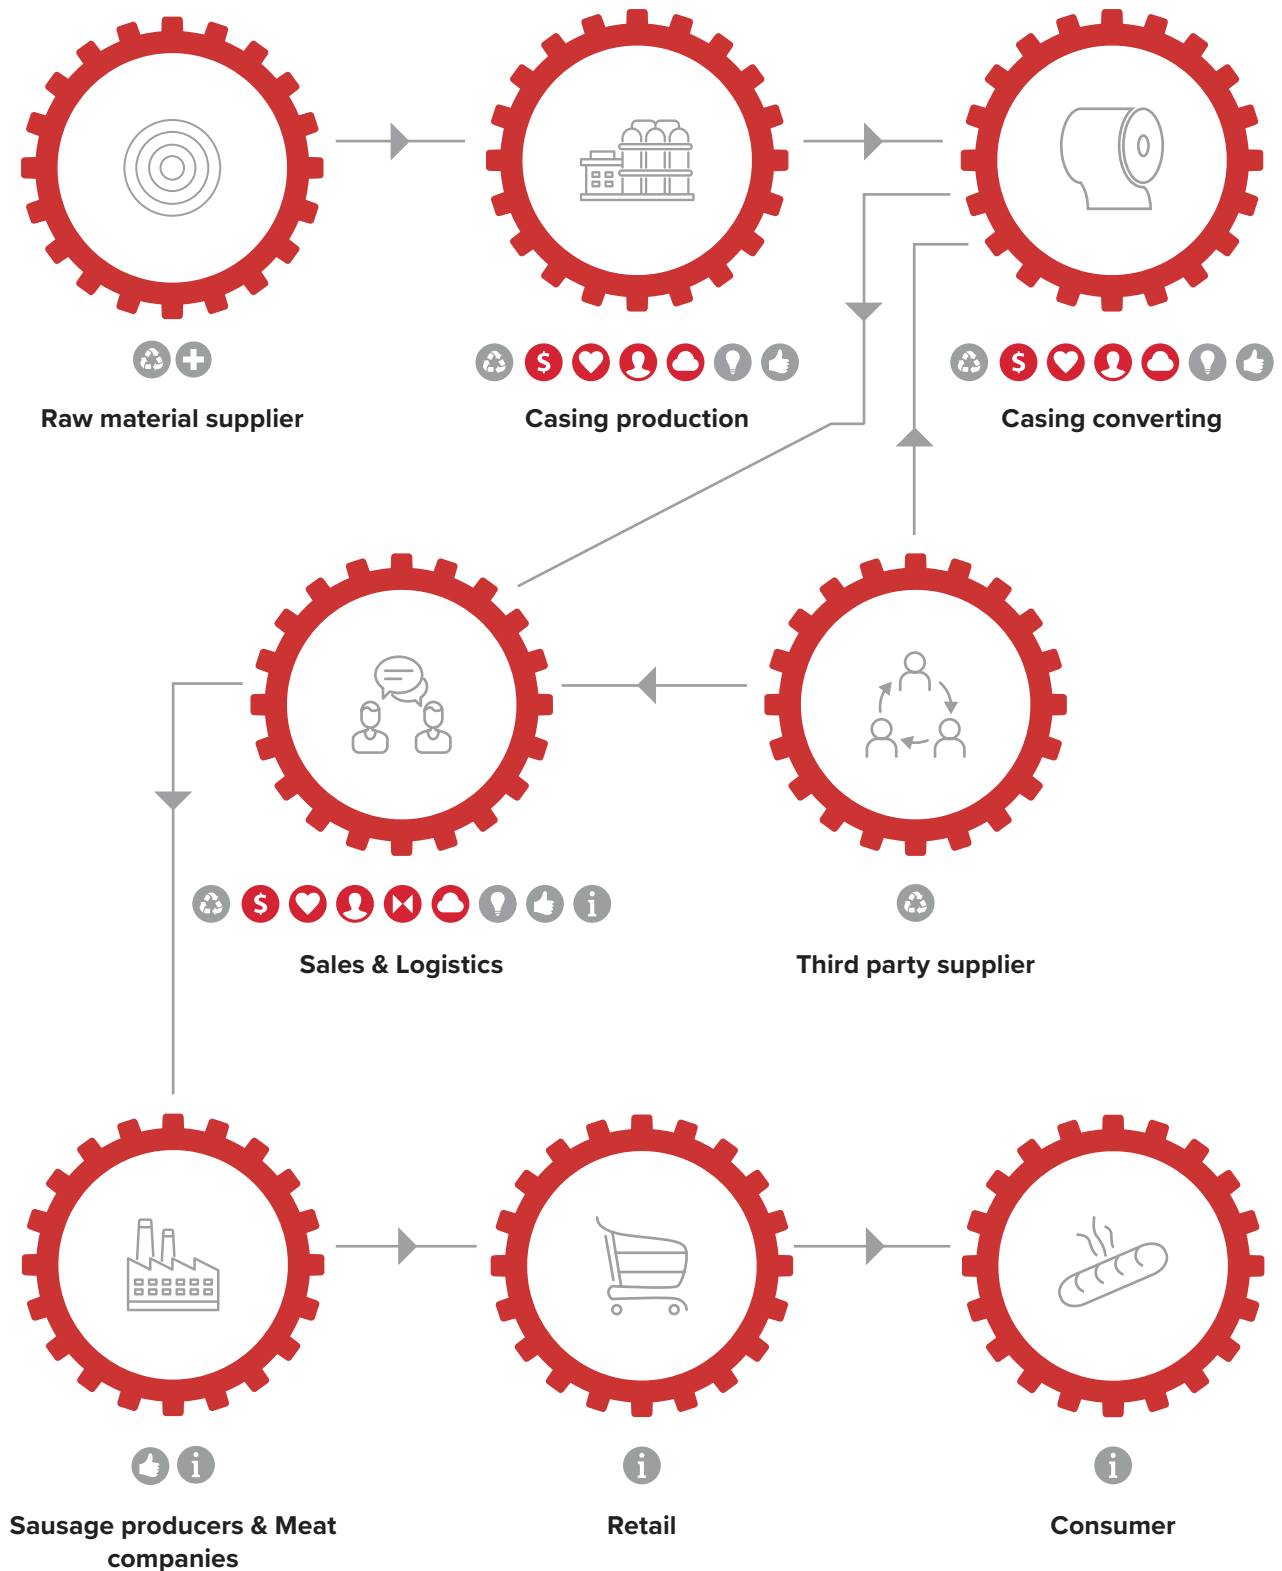 Raw material supplier
Casing production
Casing converting
Sales & Logistics
Third party supplier
Sausage producers & Meat
companies
Retail
Consumer